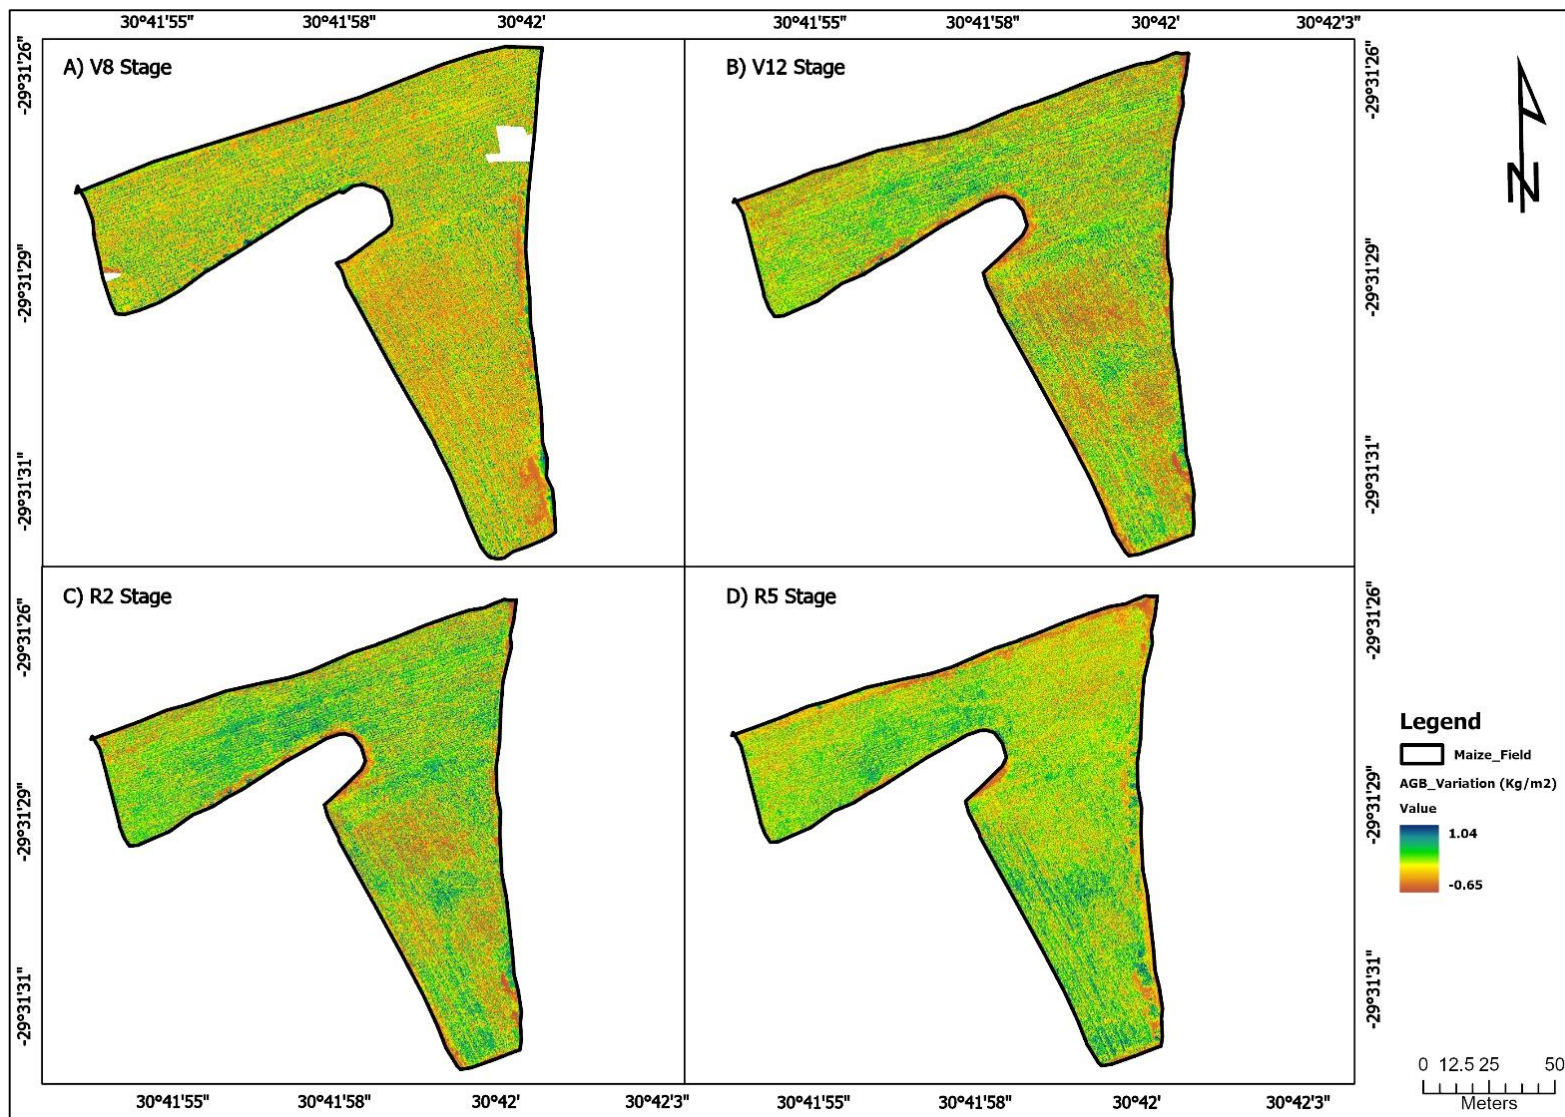 30°41'55" 30°41'58" 30°42' 30°41'55" 30°41'58" 30°42' 30°42'3"
-29°31'26"
-29°31'29"
-29°31'31"
A) V8 Stage
B) V12 Stage
-29°31'26"
-29°31'29"
-29°31'31"
N
-29°31'26"
-29°31'29"
-29°31'31"
C) R2 Stage
D) R5 Stage
-29°31'26"
-29°31'29"
-29°31'31"
Legend
Maize_Field
AGB_Variation (Kg/m2)
Value
1.04
-0.65
0 12.5 25 50
Meters
30°41'55" 30°41'58" 30°42' 30°42'3" 30°41'55" 30°41'58" 30°42' 30°42'3"